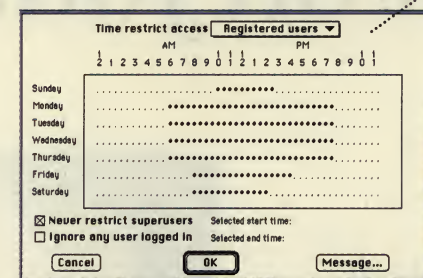 Time restrict access Registered users ▼
AM PM
1 1 1 1 1 1
2 1 2 3 4 5 6 7 8 9 0 1 2 1 2 3 4 5 6 7 8 9 0 1
Sunday
Monday
Tuesday
Wednesday
Thursday
Friday
Saturday
Never restrict superusers Selected start time:
Ignore any user logged in Selected end time:
Cancel OK Message...